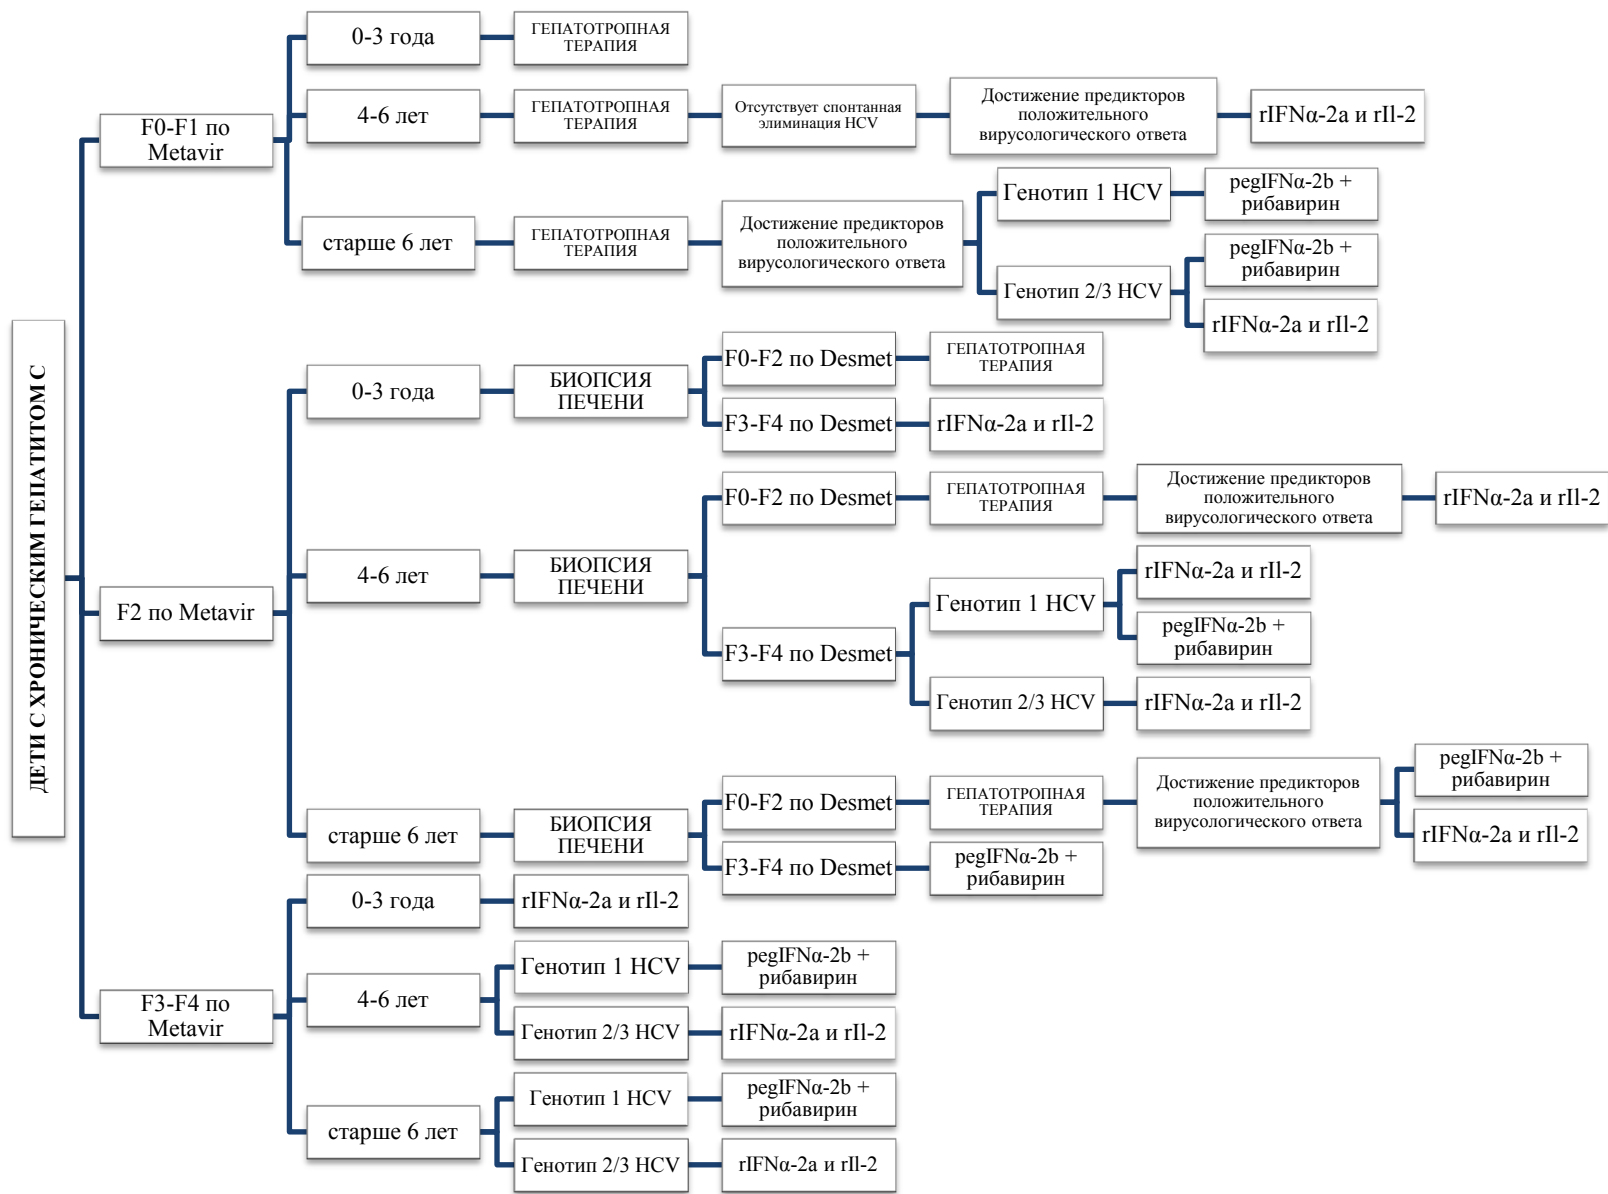 ДЕТИ С ХРОНИЧЕСКИМ ГЕПАТИТОМ С
F0-F1 по
Metavir
0-3 года
ГЕПАТОТРОПНАЯ
ТЕРАПИЯ
4-6 лет
ГЕПАТОТРОПНАЯ
ТЕРАПИЯ
Отсутствует спонтанная
элиминация HCV
Достижение предикторов
положительного
вирусологического ответа
rIFNα-2a и rIl-2
старше 6 лет
ГЕПАТОТРОПНАЯ
ТЕРАПИЯ
Достижение предикторов
положительного
вирусологического ответа
Генотип 1 HCV
pegIFNα-2b +
рибавирин
Генотип 2/3 HCV
pegIFNα-2b +
рибавирин
rIFNα-2a и rIl-2
F2 по Metavir
0-3 года
БИОПСИЯ
ПЕЧЕНИ
F0-F2 по Desmet
ГЕПАТОТРОПНАЯ
ТЕРАПИЯ
F3-F4 по Desmet
rIFNα-2a и rIl-2
4-6 лет
БИОПСИЯ
ПЕЧЕНИ
F0-F2 по Desmet
ГЕПАТОТРОПНАЯ
ТЕРАПИЯ
Достижение предикторов
положительного
вирусологического ответа
rIFNα-2a и rIl-2
F3-F4 по Desmet
Генотип 1 HCV
rIFNα-2a и rIl-2
pegIFNα-2b +
рибавирин
Генотип 2/3 HCV
rIFNα-2a и rIl-2
старше 6 лет
БИОПСИЯ
ПЕЧЕНИ
F0-F2 по Desmet
ГЕПАТОТРОПНАЯ
ТЕРАПИЯ
Достижение предикторов
положительного
вирусологического ответа
pegIFNα-2b +
рибавирин
rIFNα-2a и rIl-2
F3-F4 по Desmet
pegIFNα-2b +
рибавирин
F3-F4 по
Metavir
0-3 года
rIFNα-2a и rIl-2
4-6 лет
Генотип 1 HCV
pegIFNα-2b +
рибавирин
Генотип 2/3 HCV
rIFNα-2a и rIl-2
старше 6 лет
Генотип 1 HCV
pegIFNα-2b +
рибавирин
Генотип 2/3 HCV
rIFNα-2a и rIl-2